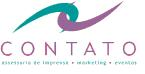 CONTATO
assessoria de imprensa • marketing • eventos